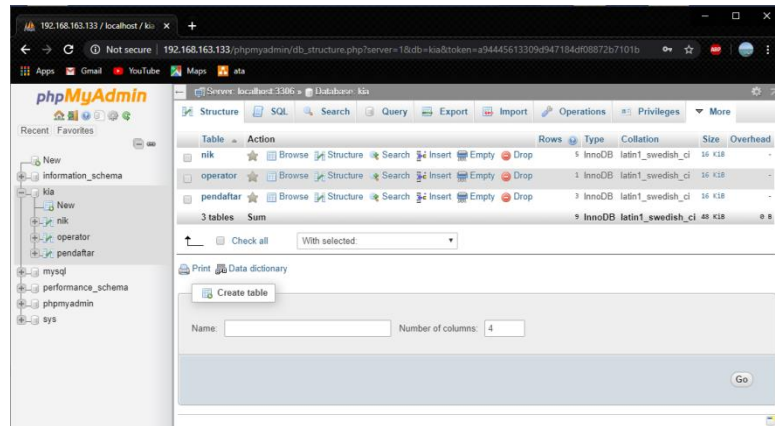 192.168.163.133 / localhost / kia
Not secure | 192.168.163.133/phpmyadmin/db_structure.php?server=1&db=kia&token=a94445613309d947184df08872b7101b
Apps Gmail YouTube Maps ata
phpMyAdmin
Recent Favorites
New
information_schema
kia
New
nik
operator
pendaftar
mysql
performance_schema
phpmyadmin
sys
Server: localhost:3306 » Database: kia
Structure SQL Search Query Export Import Operations Privileges More
Table Action Rows Type Collation Size Overhead
nik Browse Structure Search Insert Empty Drop 5 InnoDB latin1_swedish_ci 16 KiB -
operator Browse Structure Search Insert Empty Drop 1 InnoDB latin1_swedish_ci 16 KiB -
pendaftar Browse Structure Search Insert Empty Drop 3 InnoDB latin1_swedish_ci 16 KiB -
3 tables Sum 9 InnoDB latin1_swedish_ci 48 KiB 0 B
Check all With selected:
Print Data dictionary
Create table
Name: Number of columns: 4
Go